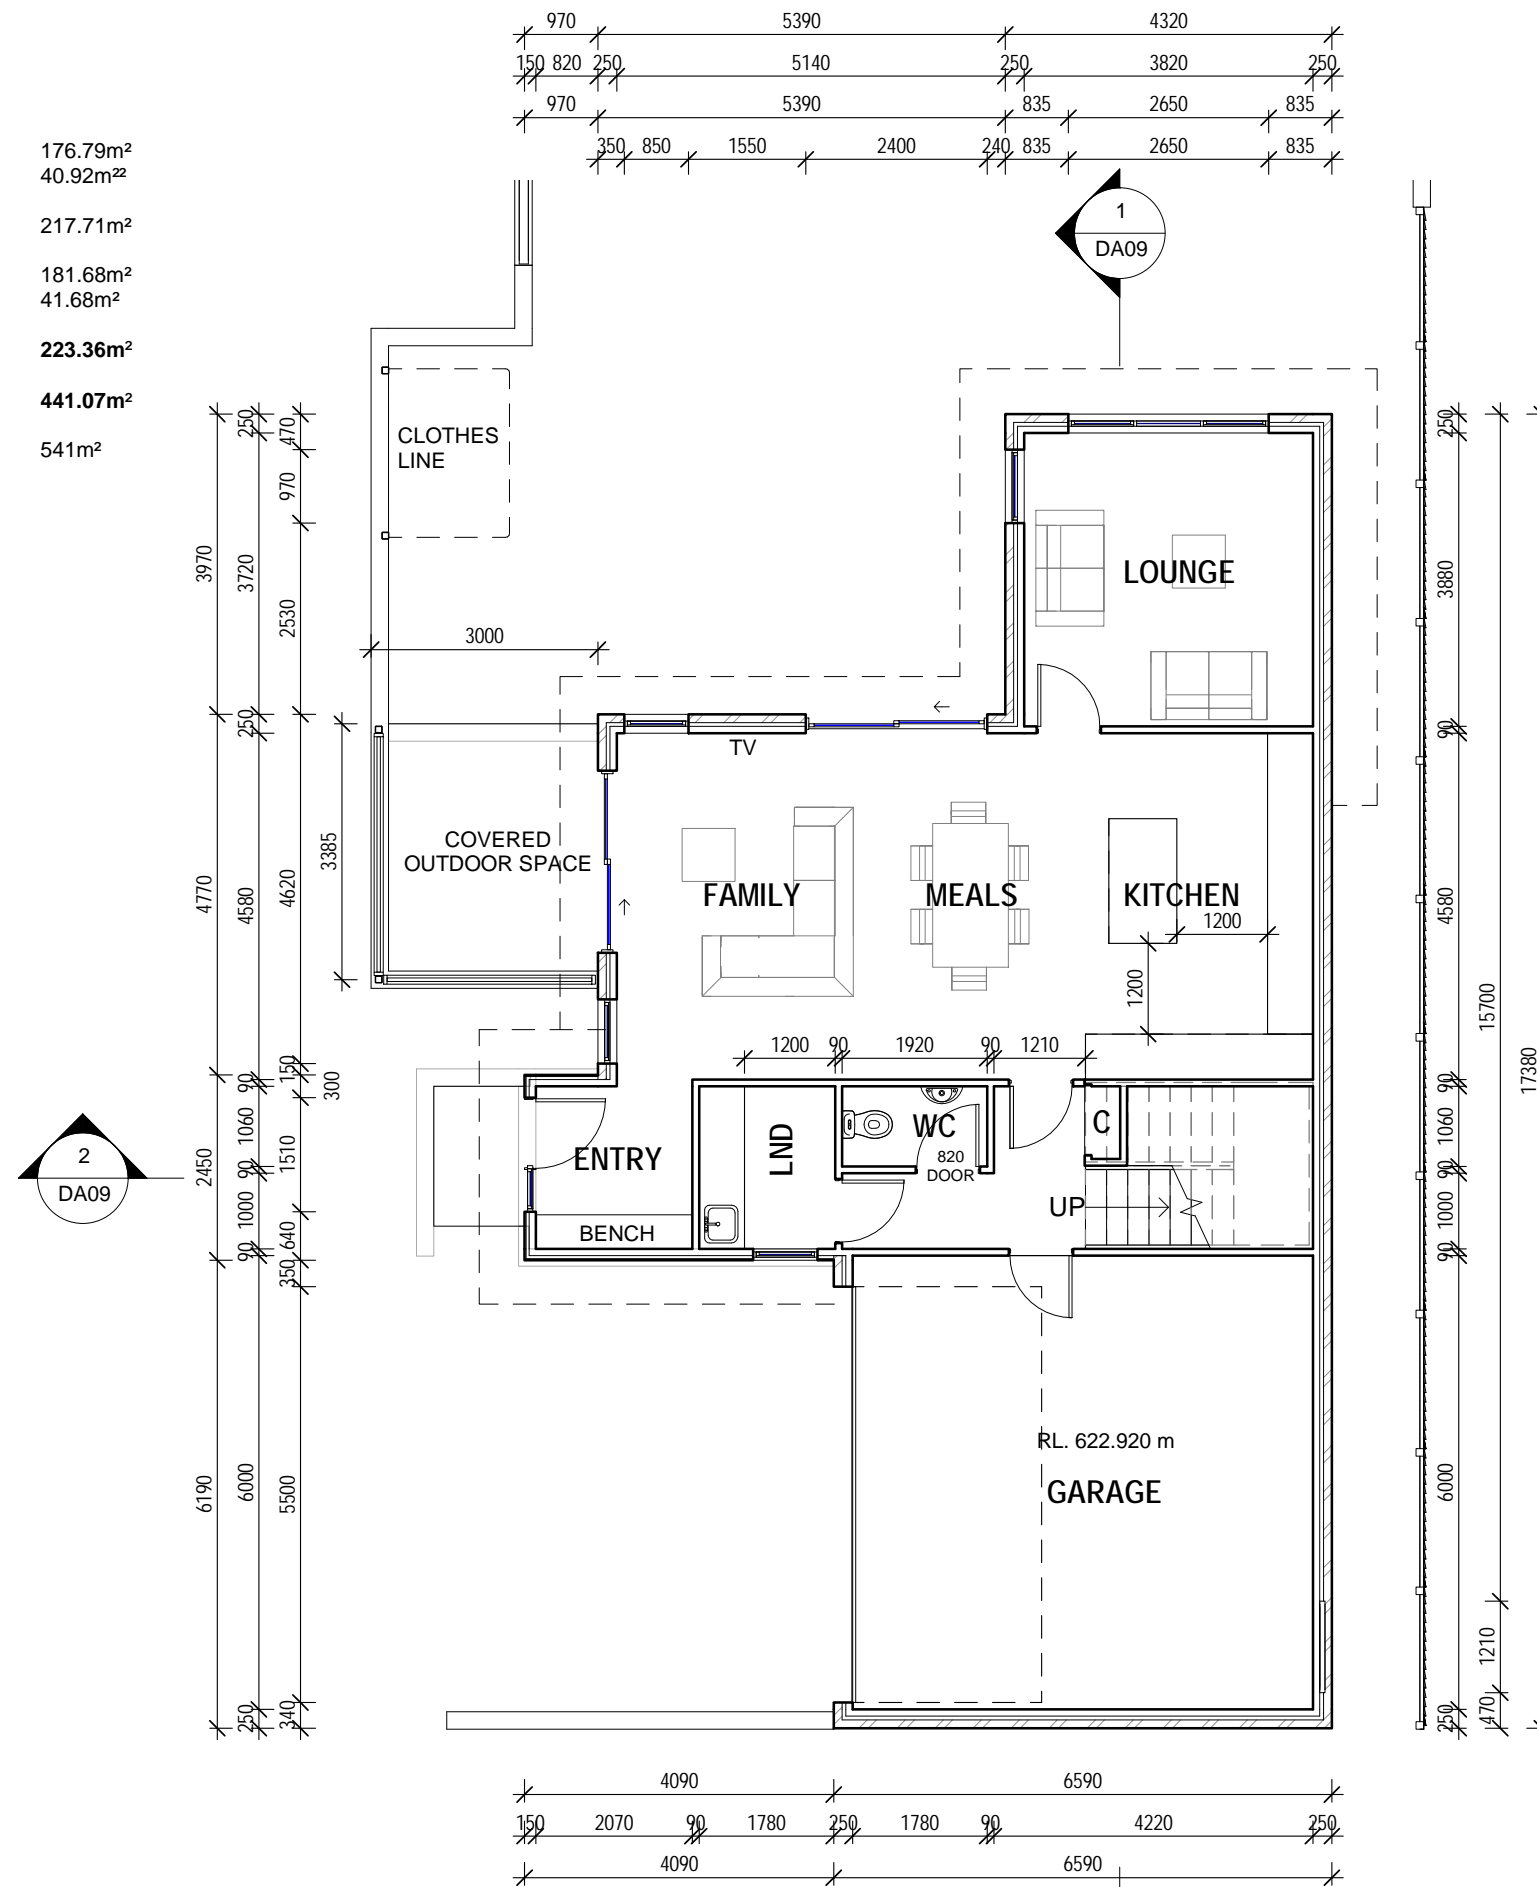 970 5390 4320
150 820 250 5140 250 3820 250
970 5390 835 2650 835
350 850 1550 2400 240 835 2650 835
176.79m²
40.92m²²
217.71m²
181.68m²
41.68m²
223.36m²
441.07m²
541m²
1
DA09
CLOTHES
LINE
3970
4770
2450
6190
250
3720
250
4580
90
1060
90
1000
90
6000
250
470
970
2530
4620
150
1510
640
350
5500
340
3000
3385
300
LOUNGE
TV
COVERED
OUTDOOR SPACE
FAMILY
MEALS
KITCHEN
1200
1200
1200 90 1920 90 1210
2
DA09
ENTRY
BENCH
LND
WC
820
DOOR
C
UP
RL. 622.920 m
GARAGE
250
3880
90
4580
90
1060
90
1000
90
6000
250
15700
1210
470
17380
4090 6590
150 2070 90 1780 250 1780 90 4220 250
4090 6590